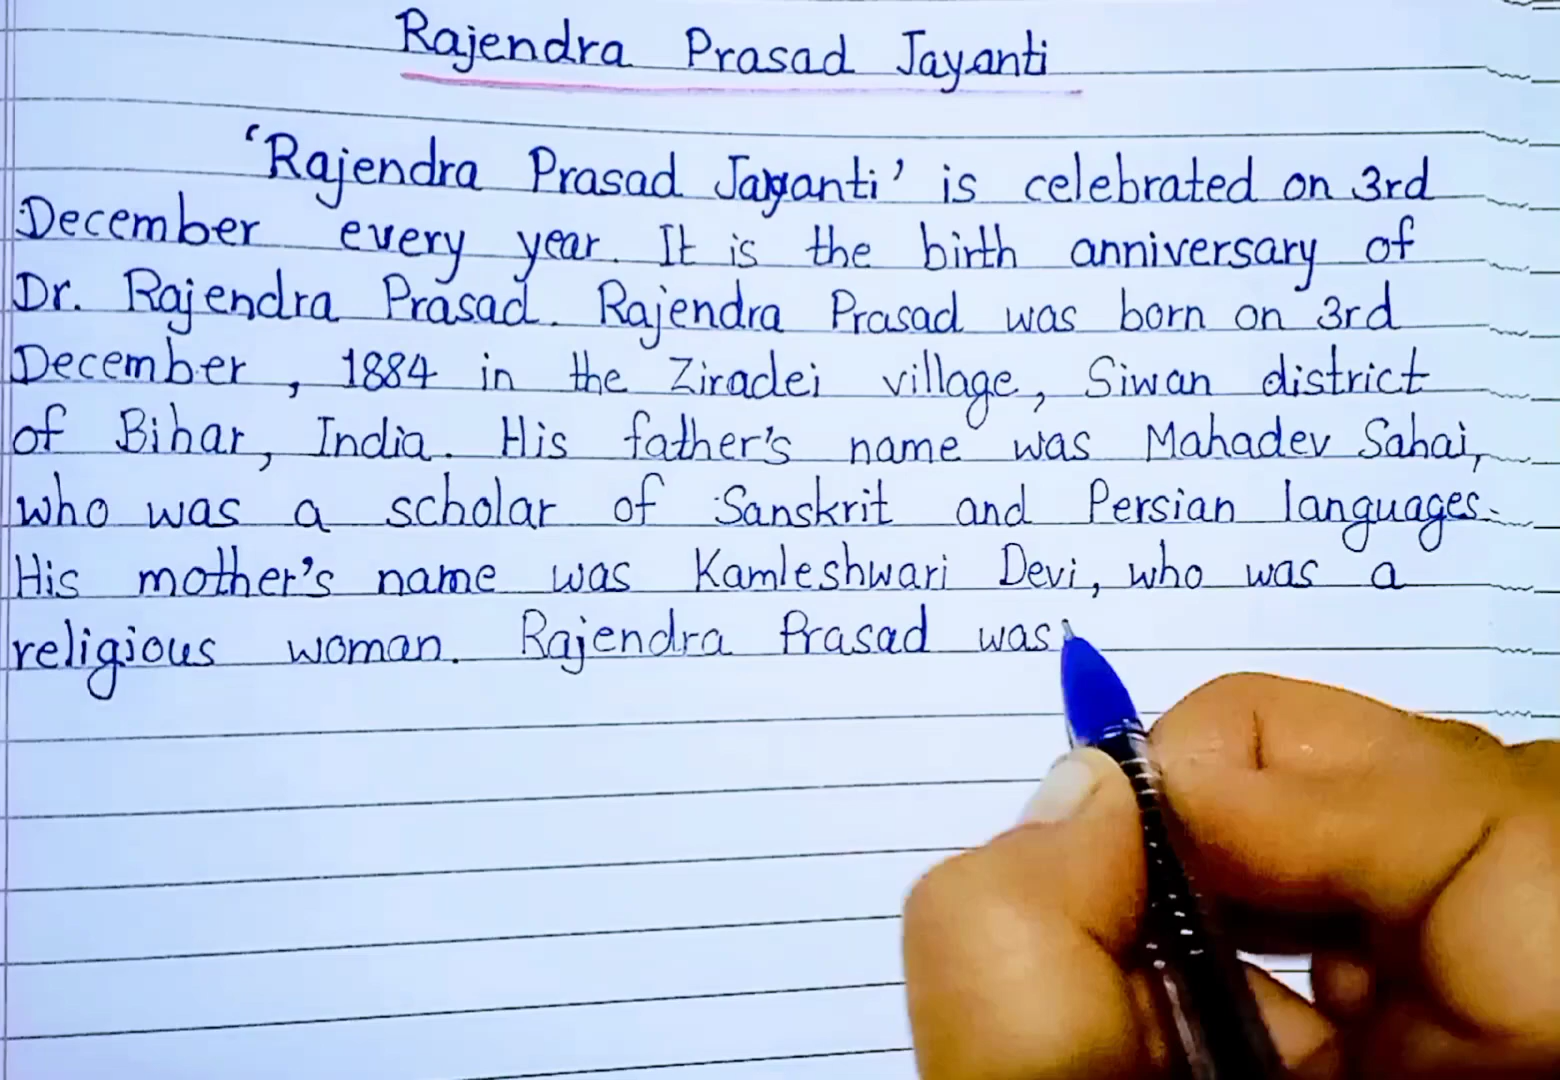 Rajendra Prasad Jayanti
'Rajendra Prasad Jayanti' is celebrated on 3rd
December every year. It is the birth anniversary of
Dr. Rajendra Prasad. Rajendra Prasad was born on 3rd
December, 1884 in the Ziradei village, Siwan district
of Bihar, India. His father's name was Mahadev Sahai,
who was a scholar of Sanskrit and Persian languages.
His mother's name was Kamleshwari Devi, who was a
religious woman. Rajendra Prasad was